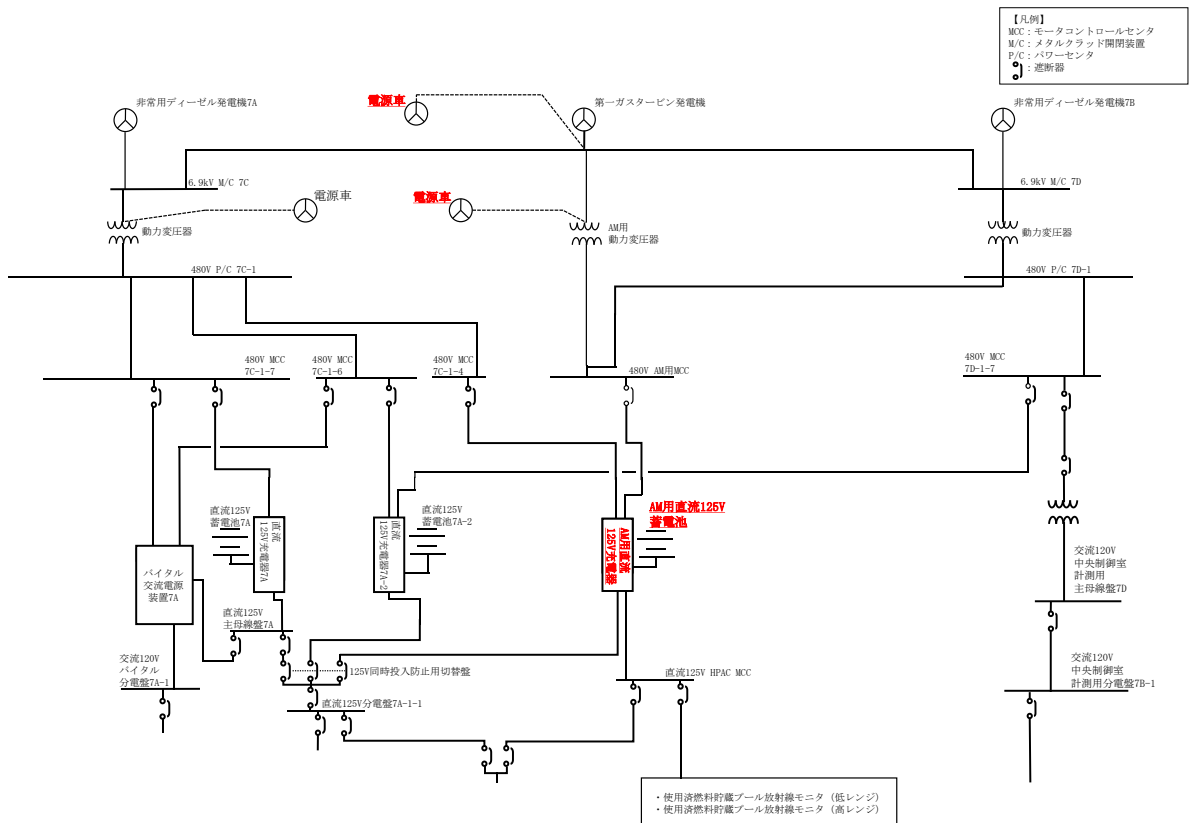 【凡例】
MCC：モータコントロールセンタ
M/C：メタルクラッド開閉装置
P/C：パワーセンタ
：遮断器
非常用ディーゼル発電機7A
電源車
第一ガスタービン発電機
非常用ディーゼル発電機7B
6.9kV M/C 7C
6.9kV M/C 7D
電源車
電源車
動力変圧器
AM用
動力変圧器
動力変圧器
480V P/C 7C-1
480V P/C 7D-1
480V MCC
7C-1-7
480V MCC
7C-1-6
480V MCC
7C-1-4
480V AM用MCC
480V MCC
7D-1-7
直流125V
蓄電池7A
直流
125V充電器7A
直流125V
蓄電池7A-2
直流
125V充電器7A-2
AM用直流125V
蓄電池
AM用直流
125V充電器
バイタル
交流電源
装置7A
交流120V
中央制御室
計測用
主母線盤7D
直流125V
主母線盤7A
交流120V
バイタル
分電盤7A-1
125V同時投入防止用切替盤
直流125V HPAC MCC
交流120V
中央制御室
計測用分電盤7B-1
直流125V分電盤7A-1-1
・使用済燃料貯蔵プール放射線モニタ（低レンジ）
・使用済燃料貯蔵プール放射線モニタ（高レンジ）